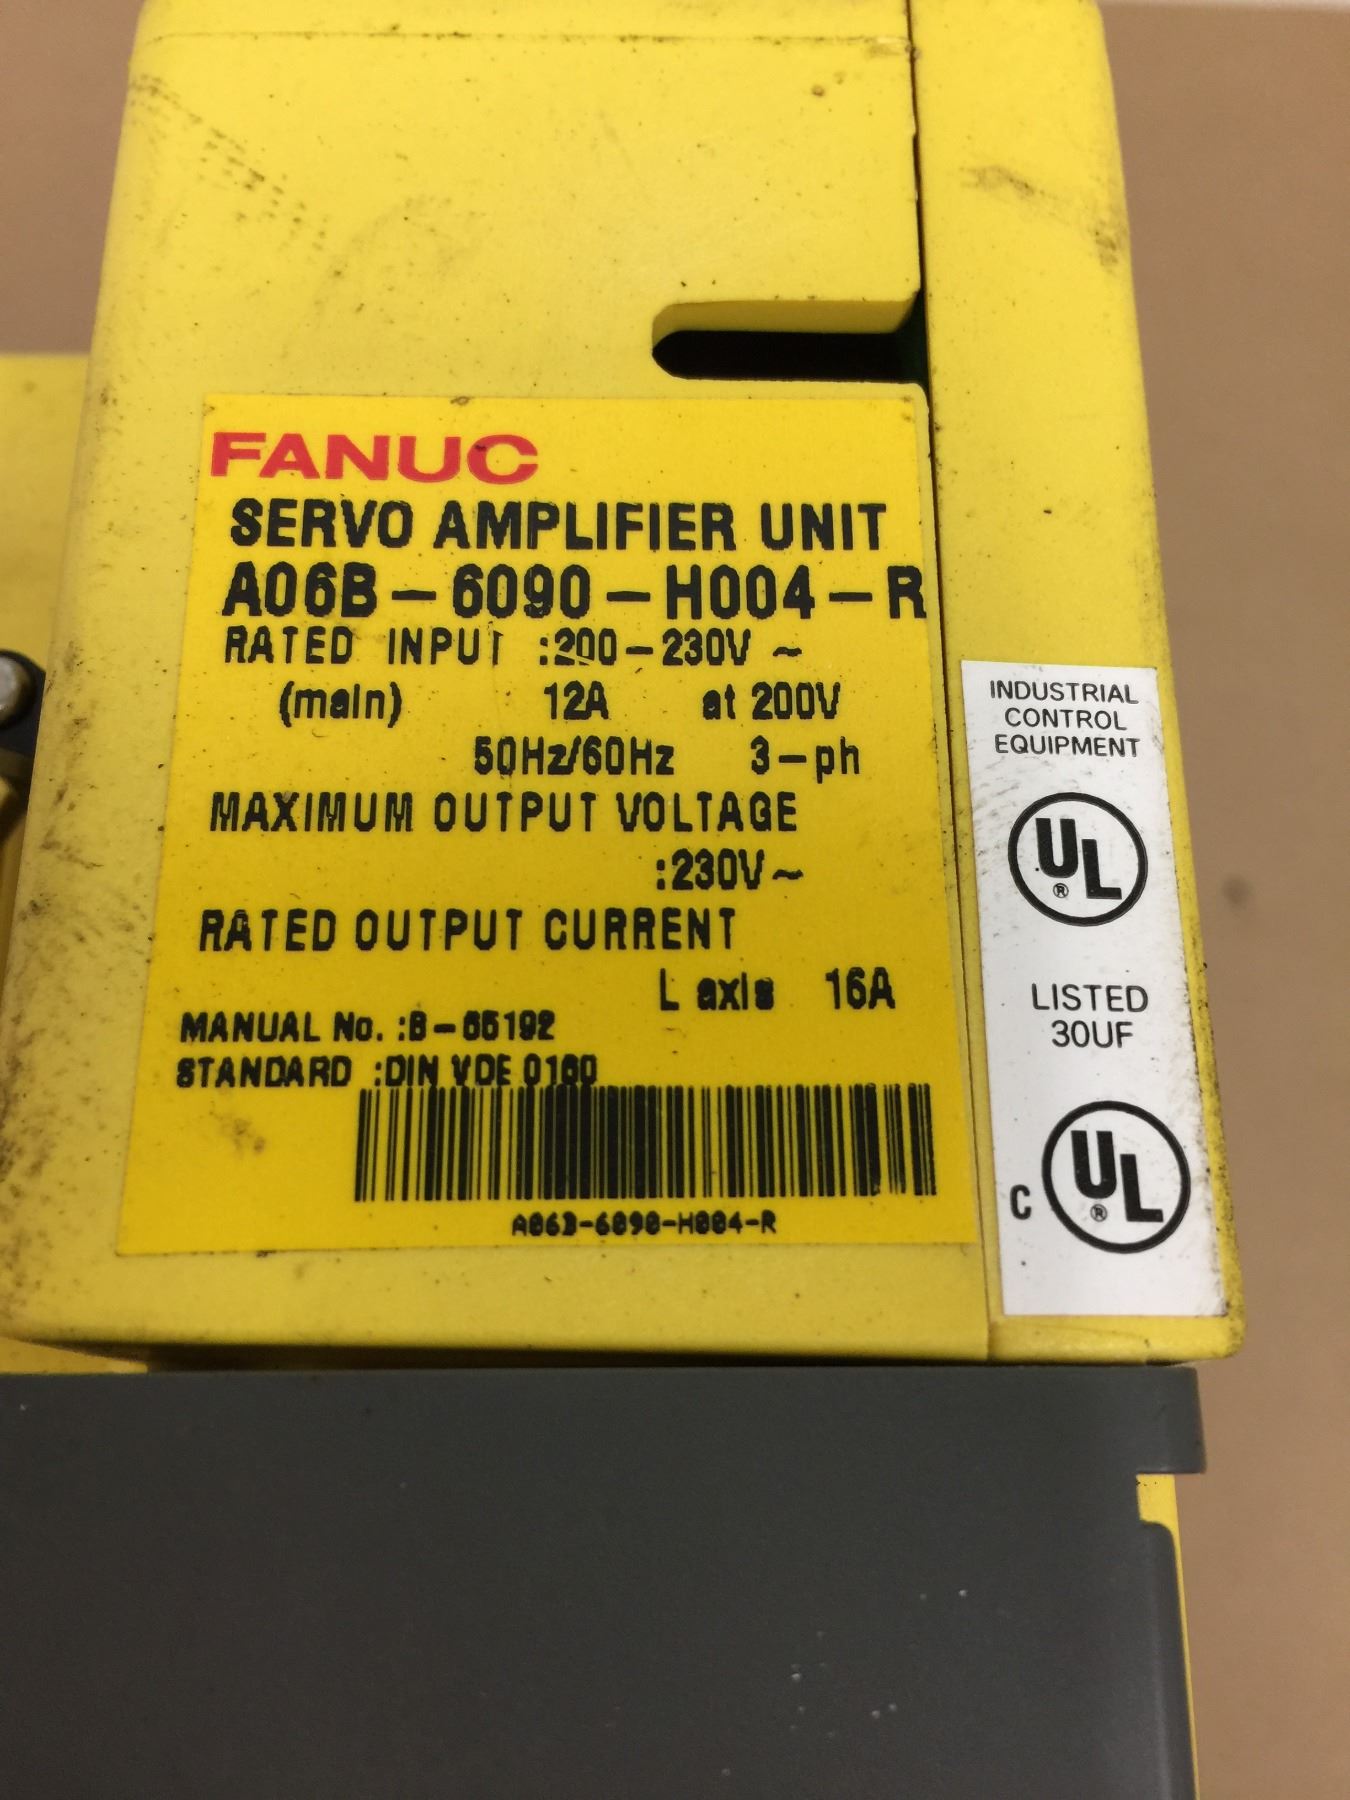 FANUC
SERVO AMPLIFIER UNIT
A06B-6090-H004-R
RATED INPUT :200-230V ~
(main) 12A at 200V
50Hz/60Hz 3-ph
MAXIMUM OUTPUT VOLTAGE
:230V~
RATED OUTPUT CURRENT
L axis 16A
MANUAL No. :B-65192
STANDARD :DIN VDE 0160
A06B-6090-H004-R
INDUSTRIAL
CONTROL
EQUIPMENT
UL
®
LISTED
30UF
C UL
®